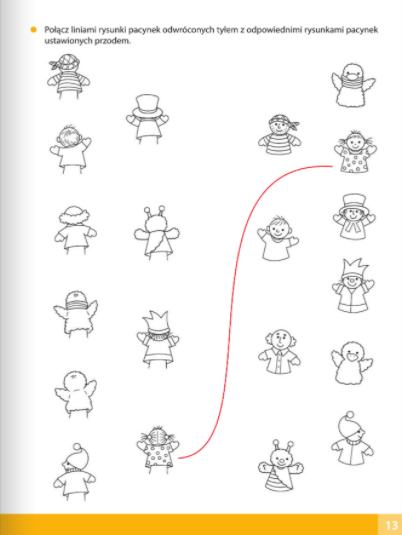 Połącz liniami rysunki pacynek odwróconych tyłem z odpowiednimi rysunkami pacynek
ustawionych przodem.
13